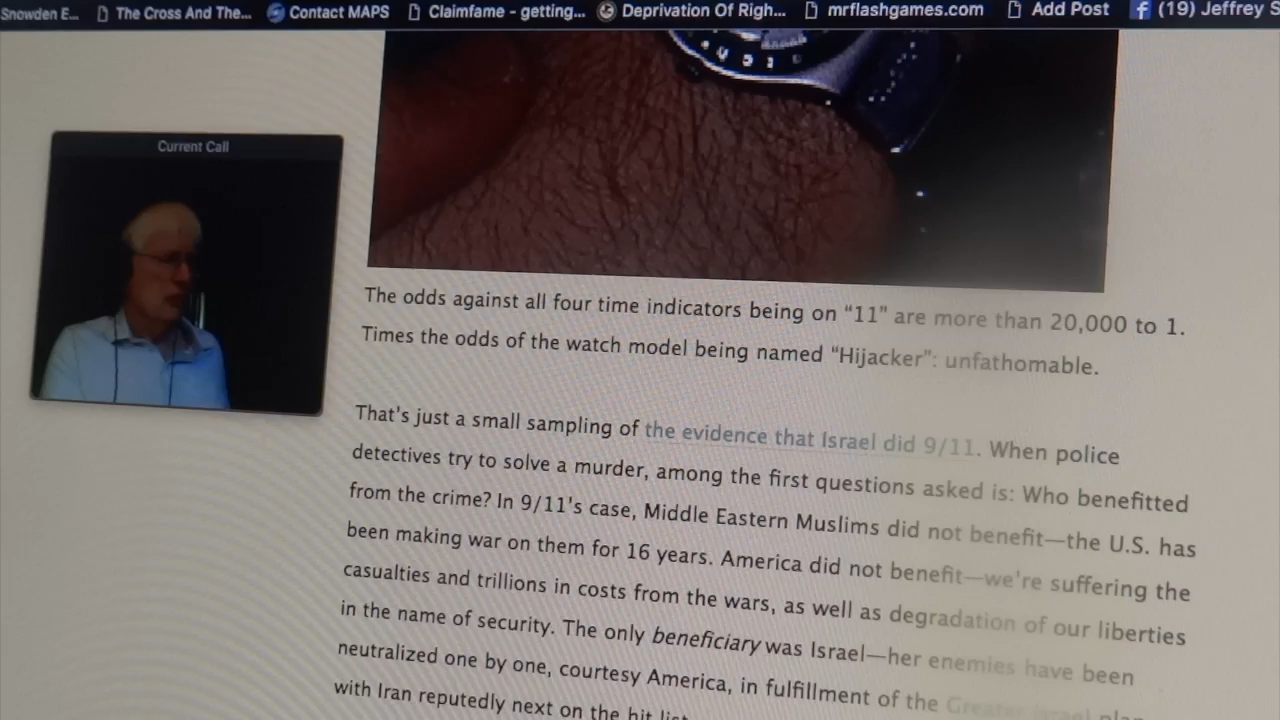 Snowden E...
The Cross And The...
Contact MAPS
Claimfame - getting...
Deprivation Of Righ...
mrflashgames.com
Add Post
(19) Jeffrey S
Current Call
The odds against all four time indicators being on “11” are more than 20,000 to 1.
Times the odds of the watch model being named “Hijacker”: unfathomable.
That's just a small sampling of the evidence that Israel did 9/11. When police
detectives try to solve a murder, among the first questions asked is: Who benefitted
from the crime? In 9/11's case, Middle Eastern Muslims did not benefit—the U.S. has
been making war on them for 16 years. America did not benefit—we're suffering the
casualties and trillions in costs from the wars, as well as degradation of our liberties
in the name of security. The only beneficiary was Israel—her enemies have been
neutralized one by one, courtesy America, in fulfillment of the Greater Israel plan
with Iran reputedly next on the hit list